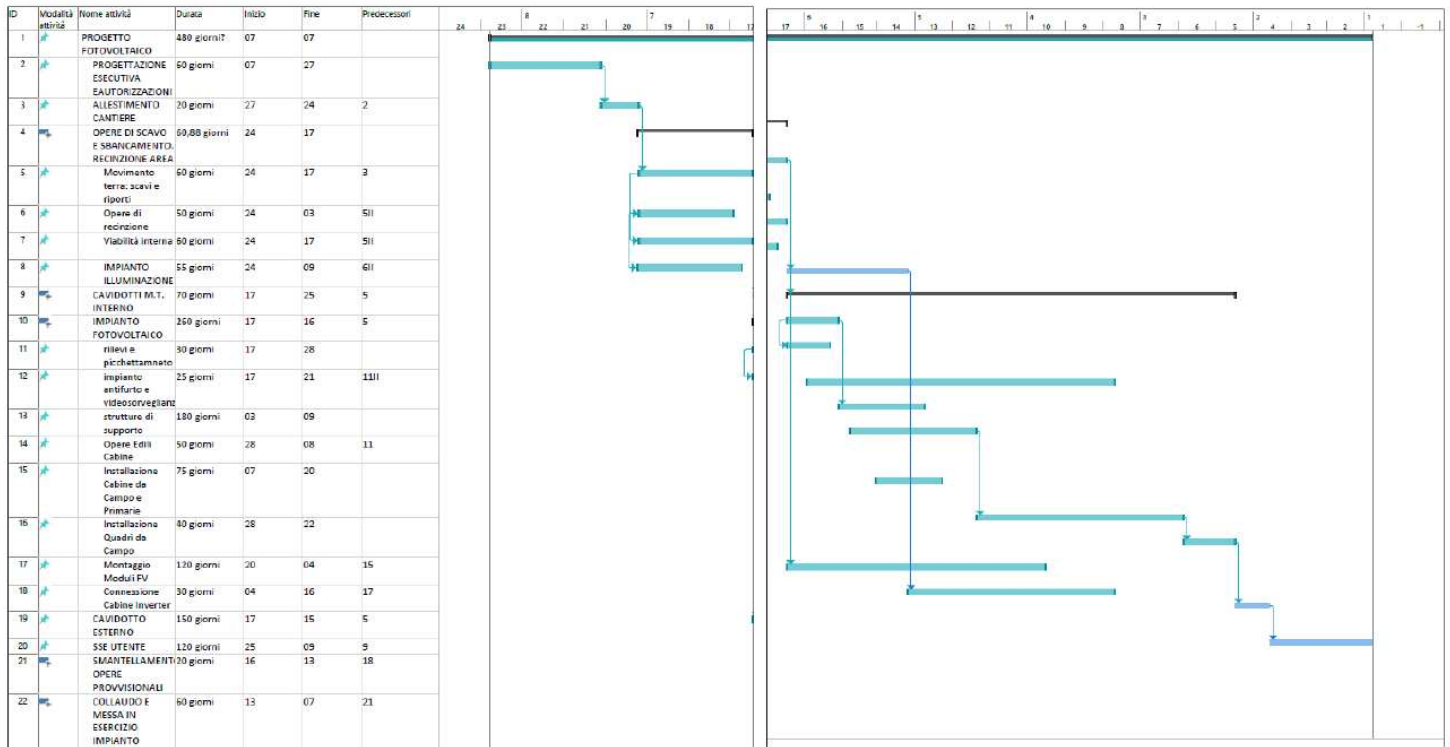 ID Modalità attività Nome attività Durata Inizio Fine Predecessori
8 7
24 23 22 21 20 19 18 17
6 5 4 3 2 1
17 16 15 14 13 12 11 10 9 8 7 6 5 4 3 2 1 1 -1
1 PROGETTO FOTOVOLTAICO 480 giorni? 07 07
2 PROGETTAZIONE ESECUTIVA EAUTORIZZAZIONI 60 giorni 07 27
3 ALLESTIMENTO CANTIERE 20 giorni 27 24 2
4 OPERE DI SCAVO E SBANCAMENTO. RECINZIONE AREA 60,88 giorni 24 17
5 Movimento terra: scavi e riporti 60 giorni 24 17 3
6 Opere di recinzione 50 giorni 24 03 5II
7 Viabilità interna 60 giorni 24 17 5II
8 IMPIANTO ILLUMINAZIONE 55 giorni 24 09 6II
9 CAVIDOTTI M.T. INTERNO 70 giorni 17 25 5
10 IMPIANTO FOTOVOLTAICO 260 giorni 17 16 5
11 rilievi e picchettamneto 30 giorni 17 28
12 impianto antifurto e videosorveglianz 25 giorni 17 21 11II
13 strutture di supporto 180 giorni 03 09
14 Opere Edili Cabine 50 giorni 28 08 11
15 Installazione Cabine da Campo e Primarie 75 giorni 07 20
16 Installazione Quadri da Campo 40 giorni 28 22
17 Montaggio Moduli FV 120 giorni 20 04 15
18 Connessione Cabine Inverter 30 giorni 04 16 17
19 CAVIDOTTO ESTERNO 150 giorni 17 15 5
20 SSE UTENTE 120 giorni 25 09 9
21 SMANTELLAMENT OPERE PROVVISIONALI 20 giorni 16 13 18
22 COLLAUDO E MESSA IN ESERCIZIO IMPIANTO 60 giorni 13 07 21